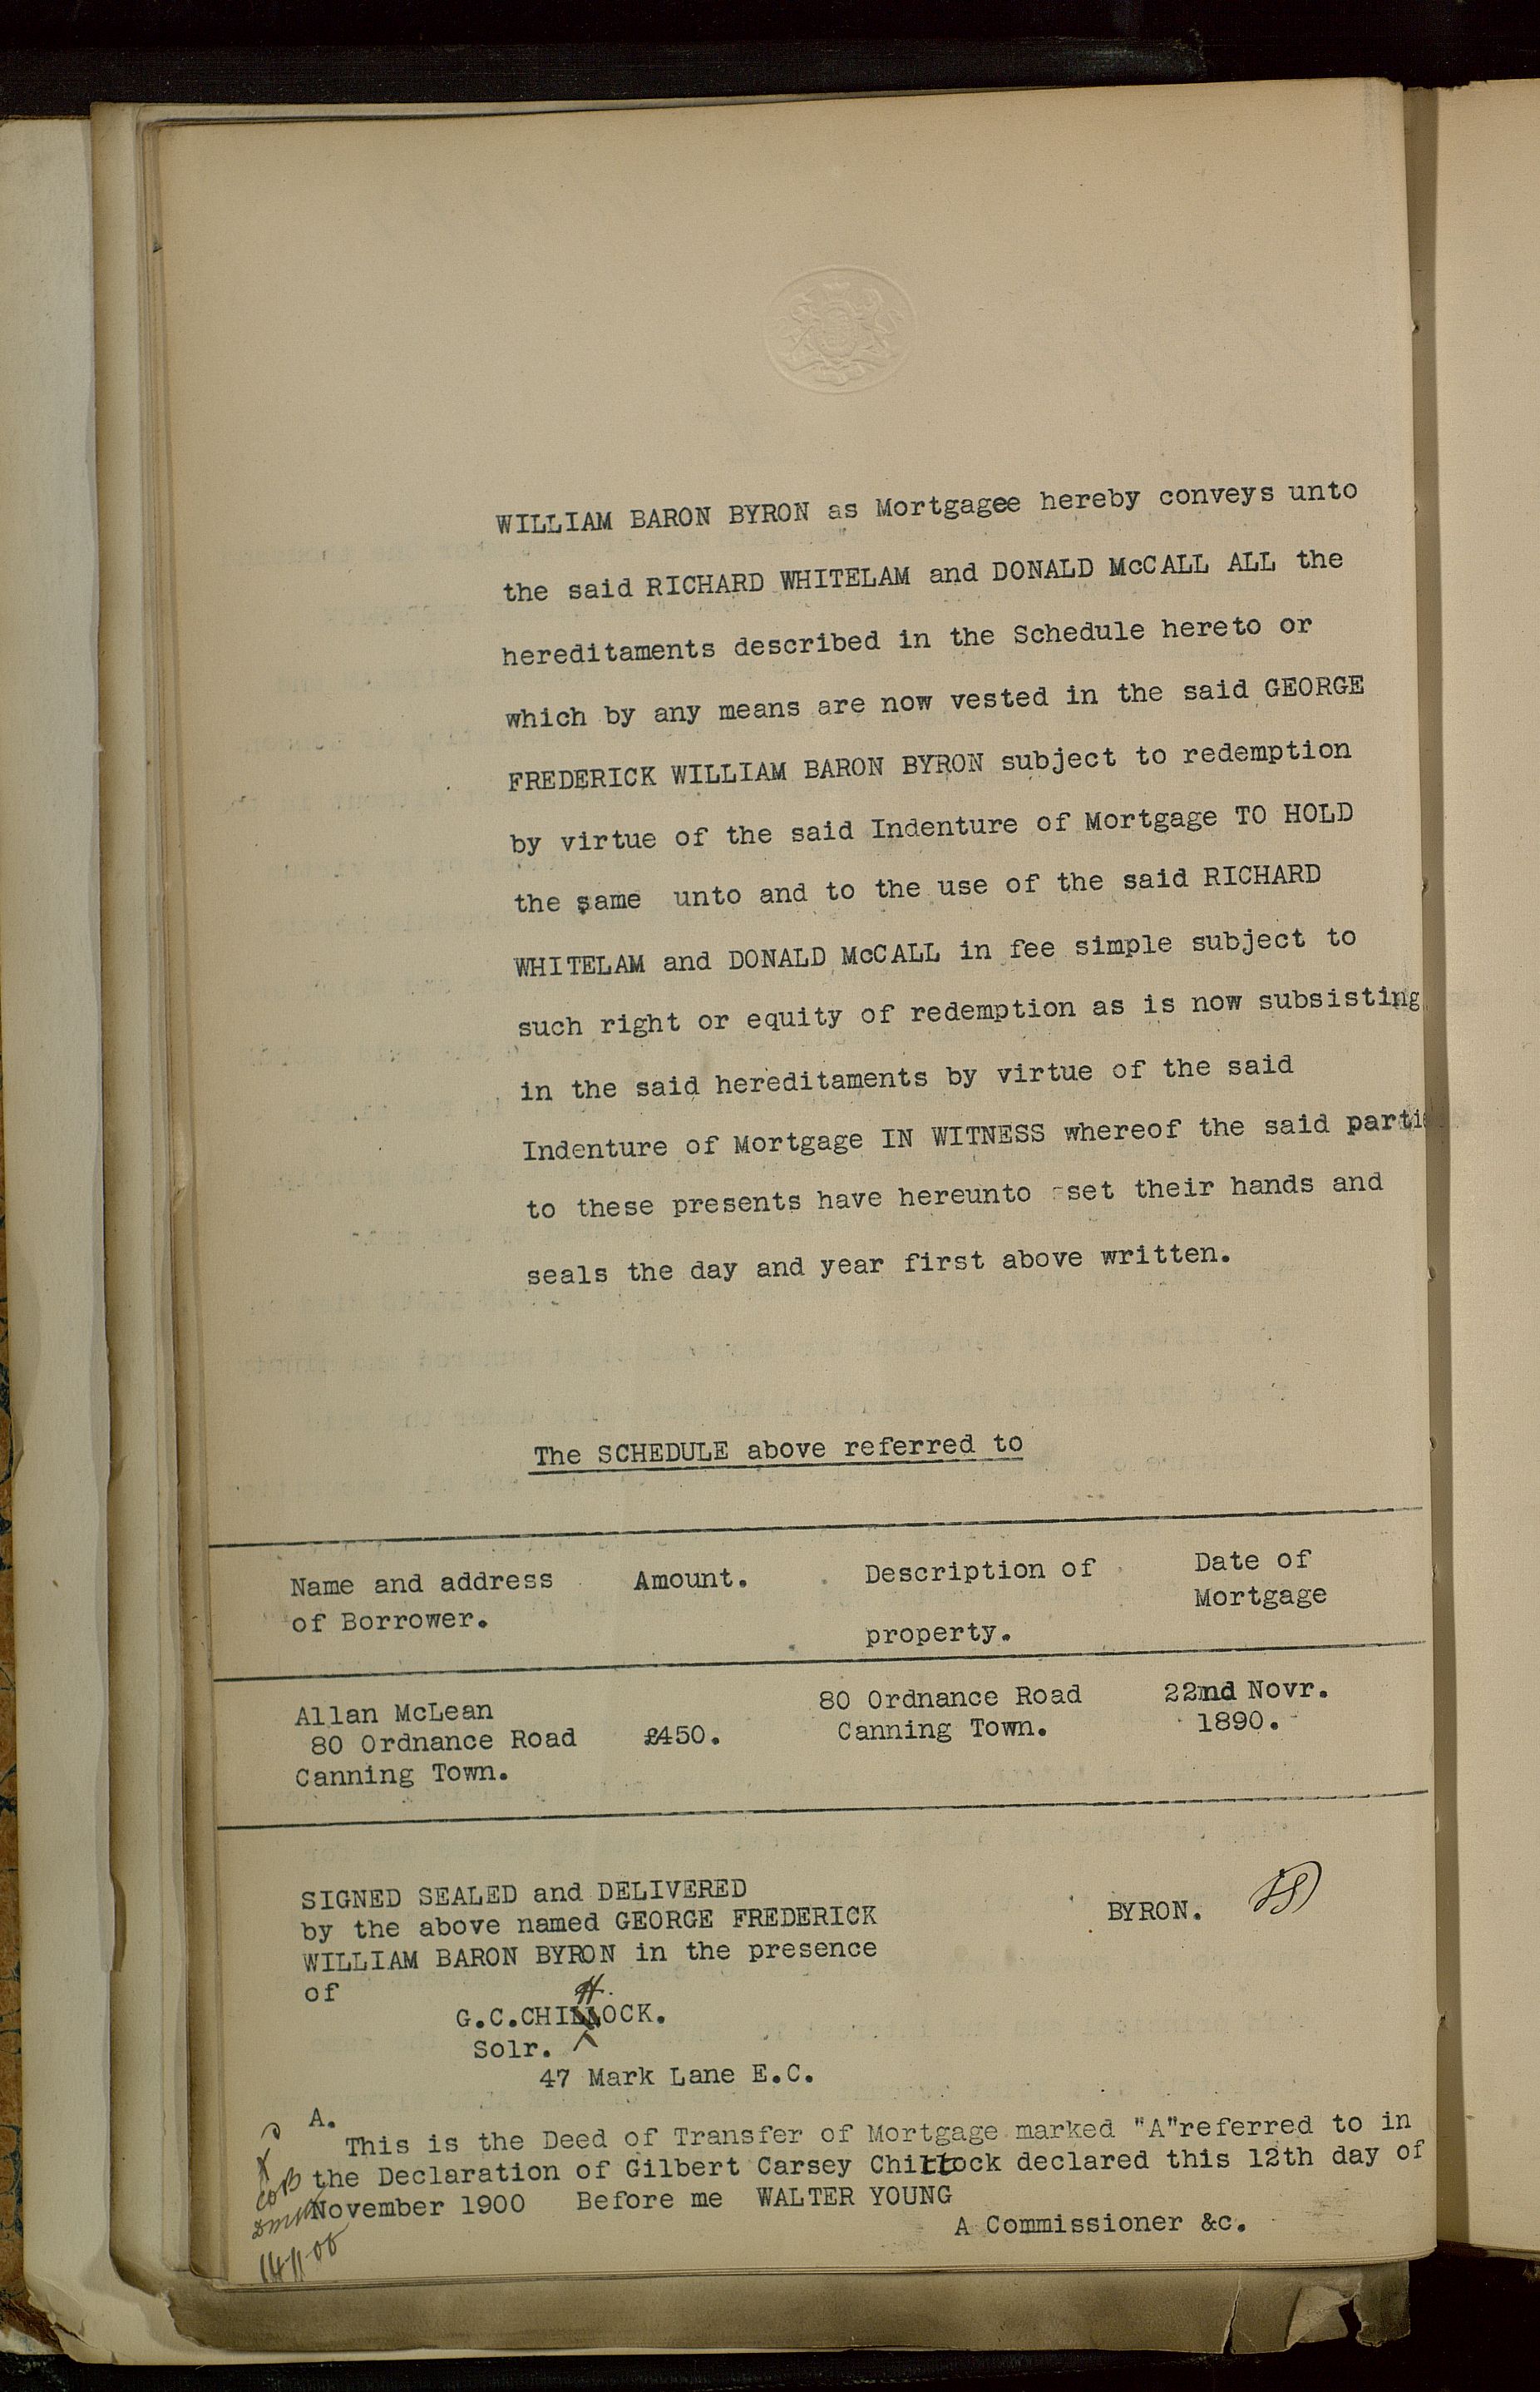 WILLIAM BARON BYRON as Mortgagee hereby conveys unto
the said RICHARD WHITELAM and DONALD McCALL ALL the
hereditaments described in the Schedule hereto or
which by any means are now vested in the said GEORGE
FREDERICK WILLIAM BARON BYRON subject to redemption
by virtue of the said Indenture of Mortgage TO HOLD
the same unto and to the use of the said RICHARD
WHITELAM and DONALD McCALL in fee simple subject to
such right or equity of redemption as is now subsisting
in the said hereditaments by virtue of the said
Indenture of Mortgage IN WITNESS whereof the said partie
to these presents have hereunto set their hands and
seals the day and year first above written.
The SCHEDULE above referred to
Name and address Amount. Description of Date of
of Borrower. property. Mortgage
Allan McLean 80 Ordnance Road 22nd Novr.
80 Ordnance Road £450. Canning Town. 1890.
Canning Town.
SIGNED SEALED and DELIVERED
by the above named GEORGE FREDERICK BYRON. LS
WILLIAM BARON BYRON in the presence
of
tt
G.C.CHILLOCK.
Solr.
47 Mark Lane E.C.
A.
This is the Deed of Transfer of Mortgage marked "A"referred to in
the Declaration of Gilbert Carsey Chittock declared this 12th day of
November 1900 Before me WALTER YOUNG
A Commissioner &c.
14/11/00